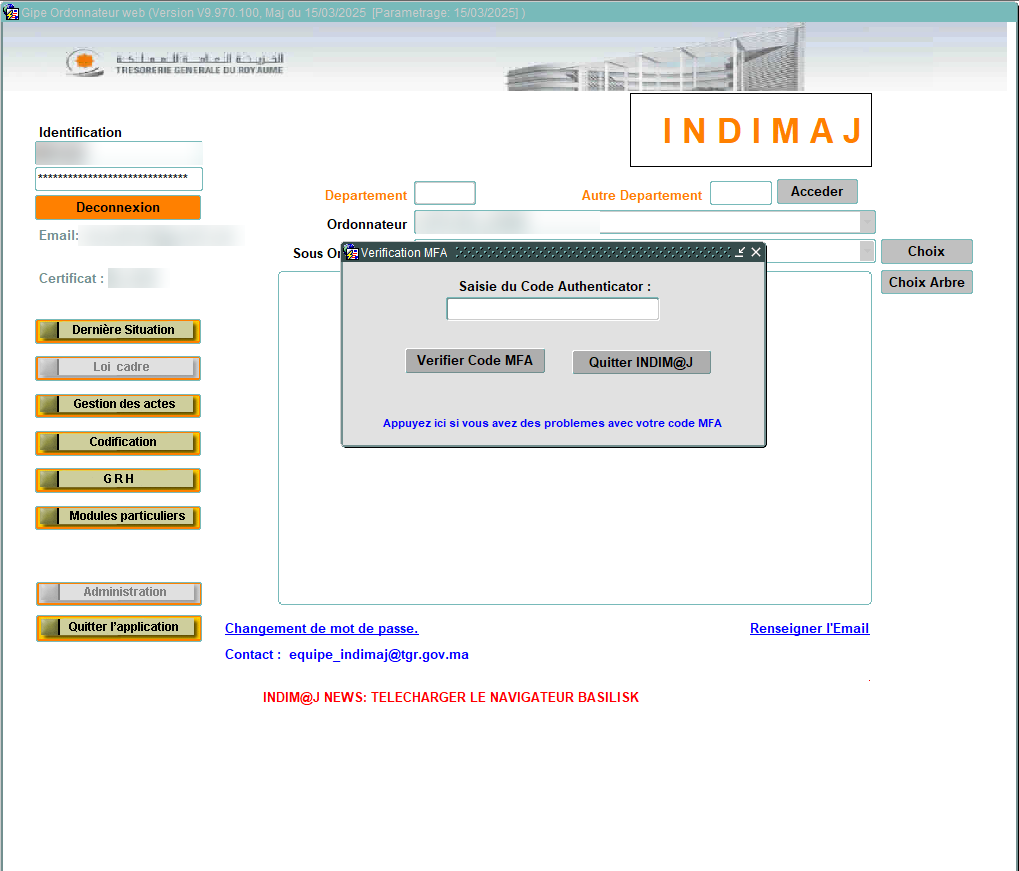 Gipe Ordonnateur web (Version V9.970.100, Maj du 15/03/2025 [Parametrage: 15/03/2025] )
الخزينة العامة للمملكة
TRESORERIE GENERALE DU ROYAUME
INDIMAJ
Identification
******************************
Deconnexion
Email:
Certificat :
Departement
Autre Departement
Acceder
Ordonnateur
Sous Or
Choix
Choix Arbre
Verification MFA
Saisie du Code Authenticator :
Verifier Code MFA
Quitter INDIM@J
Appuyez ici si vous avez des problemes avec votre code MFA
Dernière Situation
Loi cadre
Gestion des actes
Codification
G R H
Modules particuliers
Administration
Quitter l'application
Changement de mot de passe.
Renseigner l'Email
Contact : equipe_indimaj@tgr.gov.ma
INDIM@J NEWS: TELECHARGER LE NAVIGATEUR BASILISK